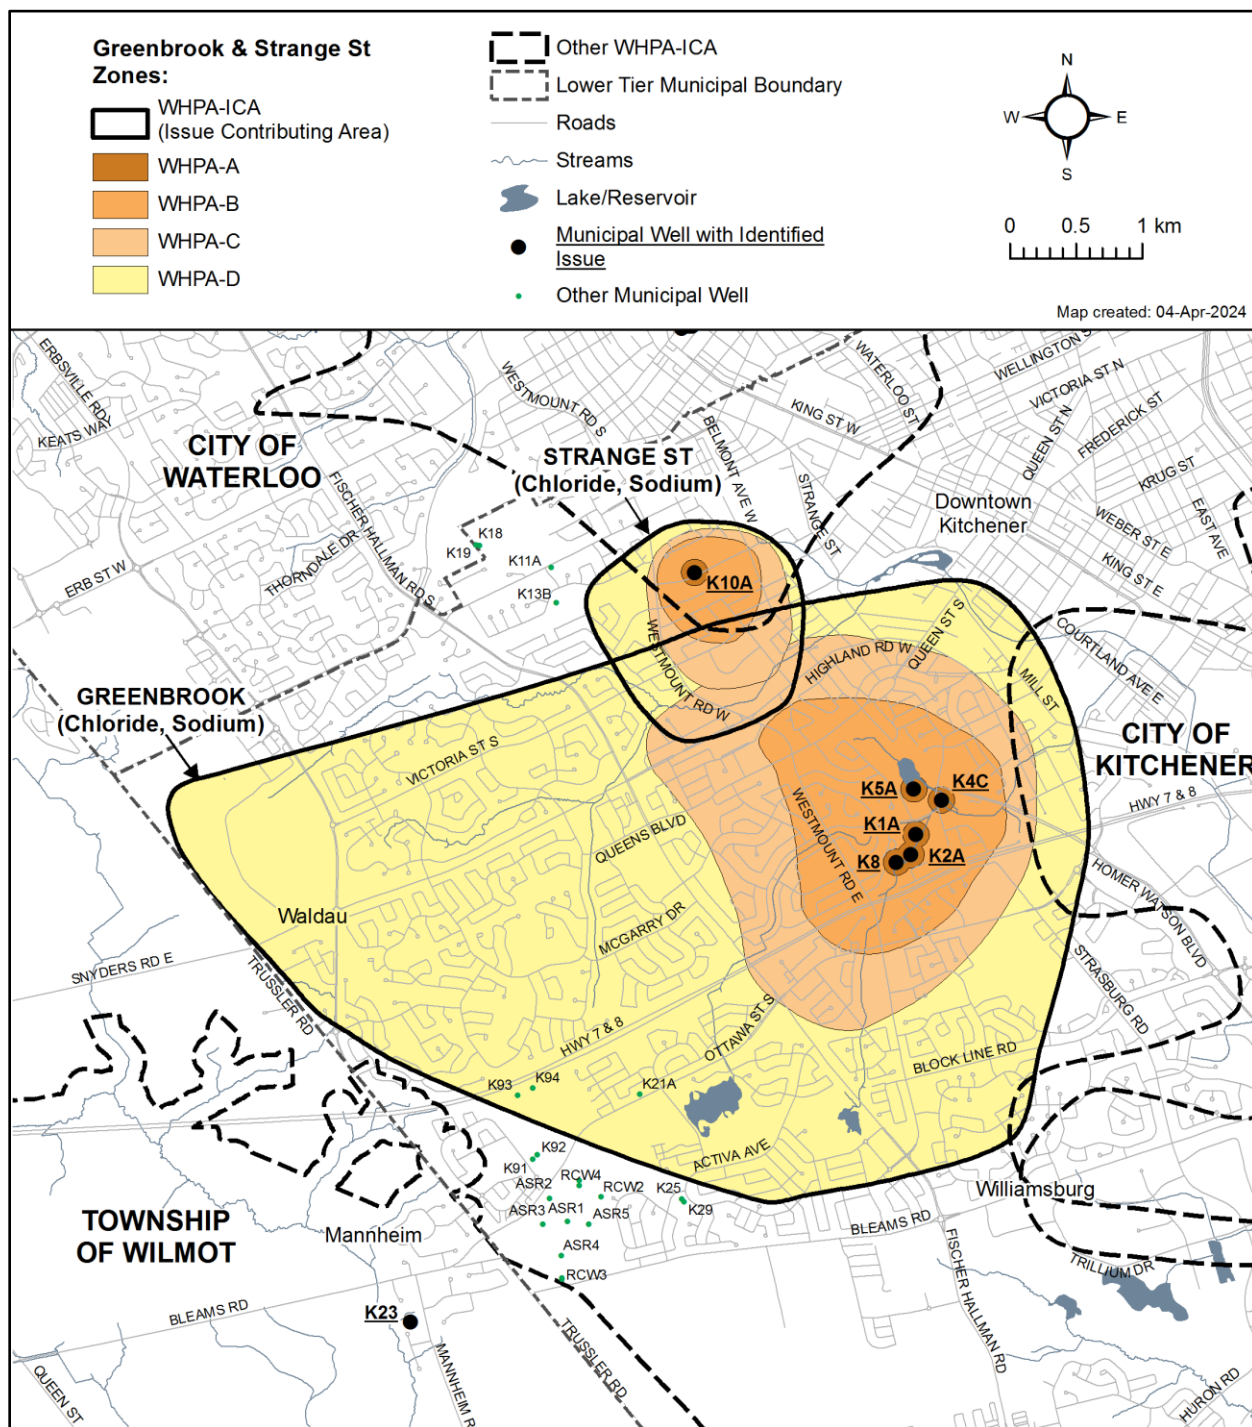 Greenbrook & Strange St
Zones:
WHPA-ICA
(Issue Contributing Area)
WHPA-A
WHPA-B
WHPA-C
WHPA-D
Other WHPA-ICA
Lower Tier Municipal Boundary
Roads
Streams
Lake/Reservoir
Municipal Well with Identified
Issue
Other Municipal Well
N
W
E
S
0 0.5 1 km
Map created: 04-Apr-2024
ERBSVILLE RD
KEATS WAY
CITY OF
WATERLOO
FISCHER HALLMAN RD S
THORNDALE DR
ERB ST W
WESTMOUNT RD S
BELMONT AVE W
STRANGE ST
(Chloride, Sodium)
KING ST W
WATERLOO ST
WELLINGTON S
VICTORIA ST N
QUEEN ST N
FREDERICK ST
KRUG ST
EAST AVE
WEBER ST E
KING ST E
STRANGE ST
Downtown
Kitchener
K18
K19
K11A
K13B
K10A
WESTMOUNT RD W
HIGHLAND RD W
QUEEN ST S
COURTLAND AVE E
MILL ST
CITY OF
KITCHENER
HWY 7 & 8
GREENBROOK
(Chloride, Sodium)
VICTORIA ST S
QUEENS BLVD
WESTMOUNT RD E
K5A
K4C
K1A
K2A
K8
HOMER WATSON BLVD
STRASBURG RD
Waldau
MCGARRY DR
SNYDERS RD E
TRUSSLER RD
HWY 7 & 8
OTTAWA ST S
BLOCK LINE RD
K93
K94
K21A
ACTIVA AVE
K92
K91
RCW4
ASR2
RCW2
K25
ASR3
ASR1
ASR5
K29
ASR4
RCW3
BLEAMS RD
Williamsburg
TOWNSHIP
OF WILMOT
Mannheim
FISCHER HALLMAN RD
TRILLIUM DR
BLEAMS RD
K23
MANNHEIM R
TRUSSLER RD
QUEEN ST
HURON RD